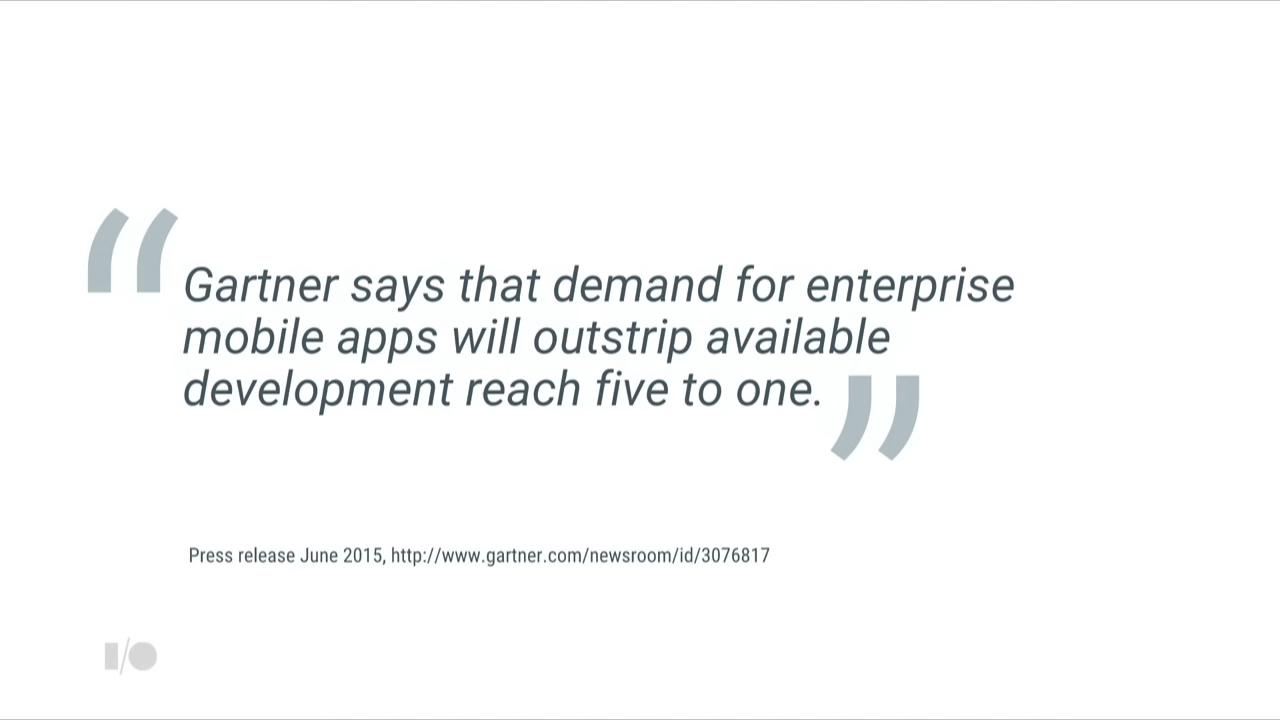 “Gartner says that demand for enterprise
mobile apps will outstrip available
development reach five to one.”
Press release June 2015, http://www.gartner.com/newsroom/id/3076817
I/O